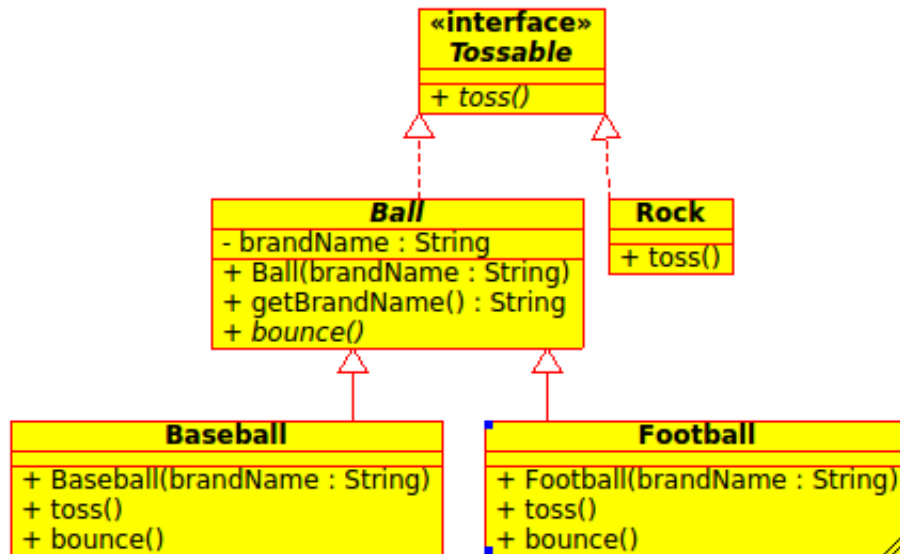 «interface»
Tossable
+ toss()
Ball
- brandName : String
+ Ball(brandName : String)
+ getBrandName() : String
+ bounce()
Rock
+ toss()
Baseball
+ Baseball(brandName : String)
+ toss()
+ bounce()
Football
+ Football(brandName : String)
+ toss()
+ bounce()